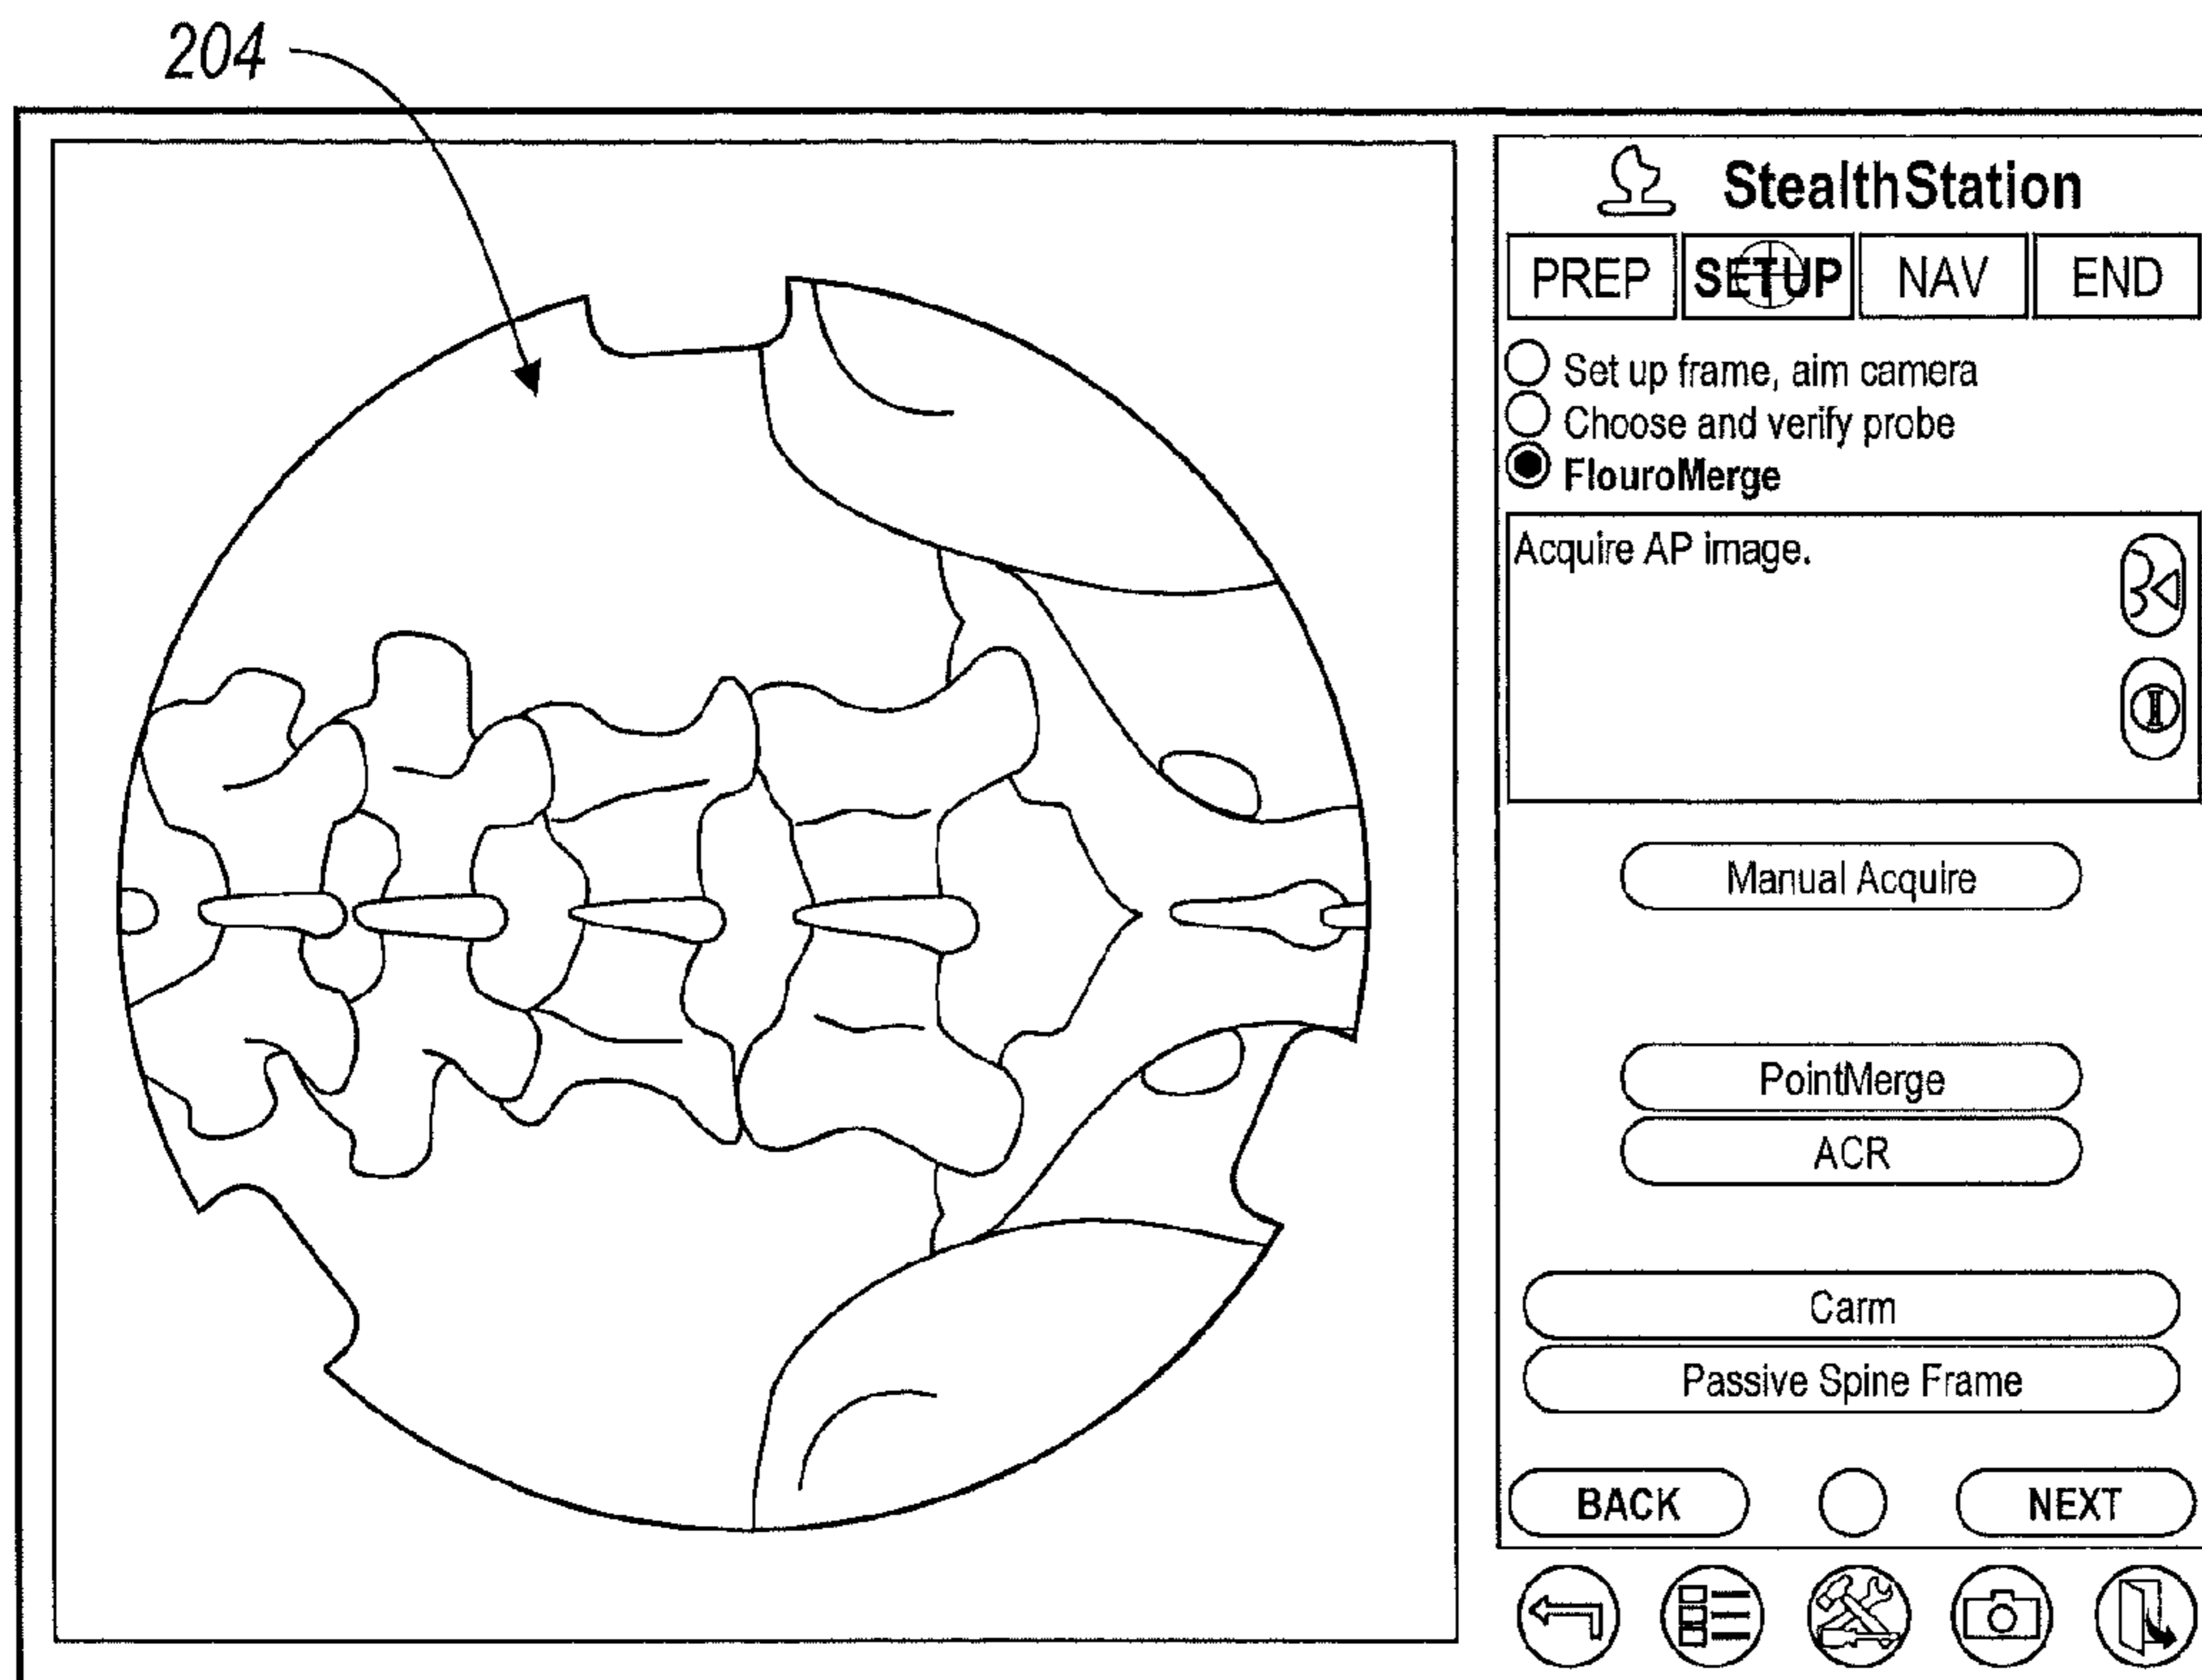 204
StealthStation
PREP SETUP NAV END
Set up frame, aim camera
Choose and verify probe
FlouroMerge
Acquire AP image.
Manual Acquire
PointMerge
ACR
Carm
Passive Spine Frame
BACK NEXT